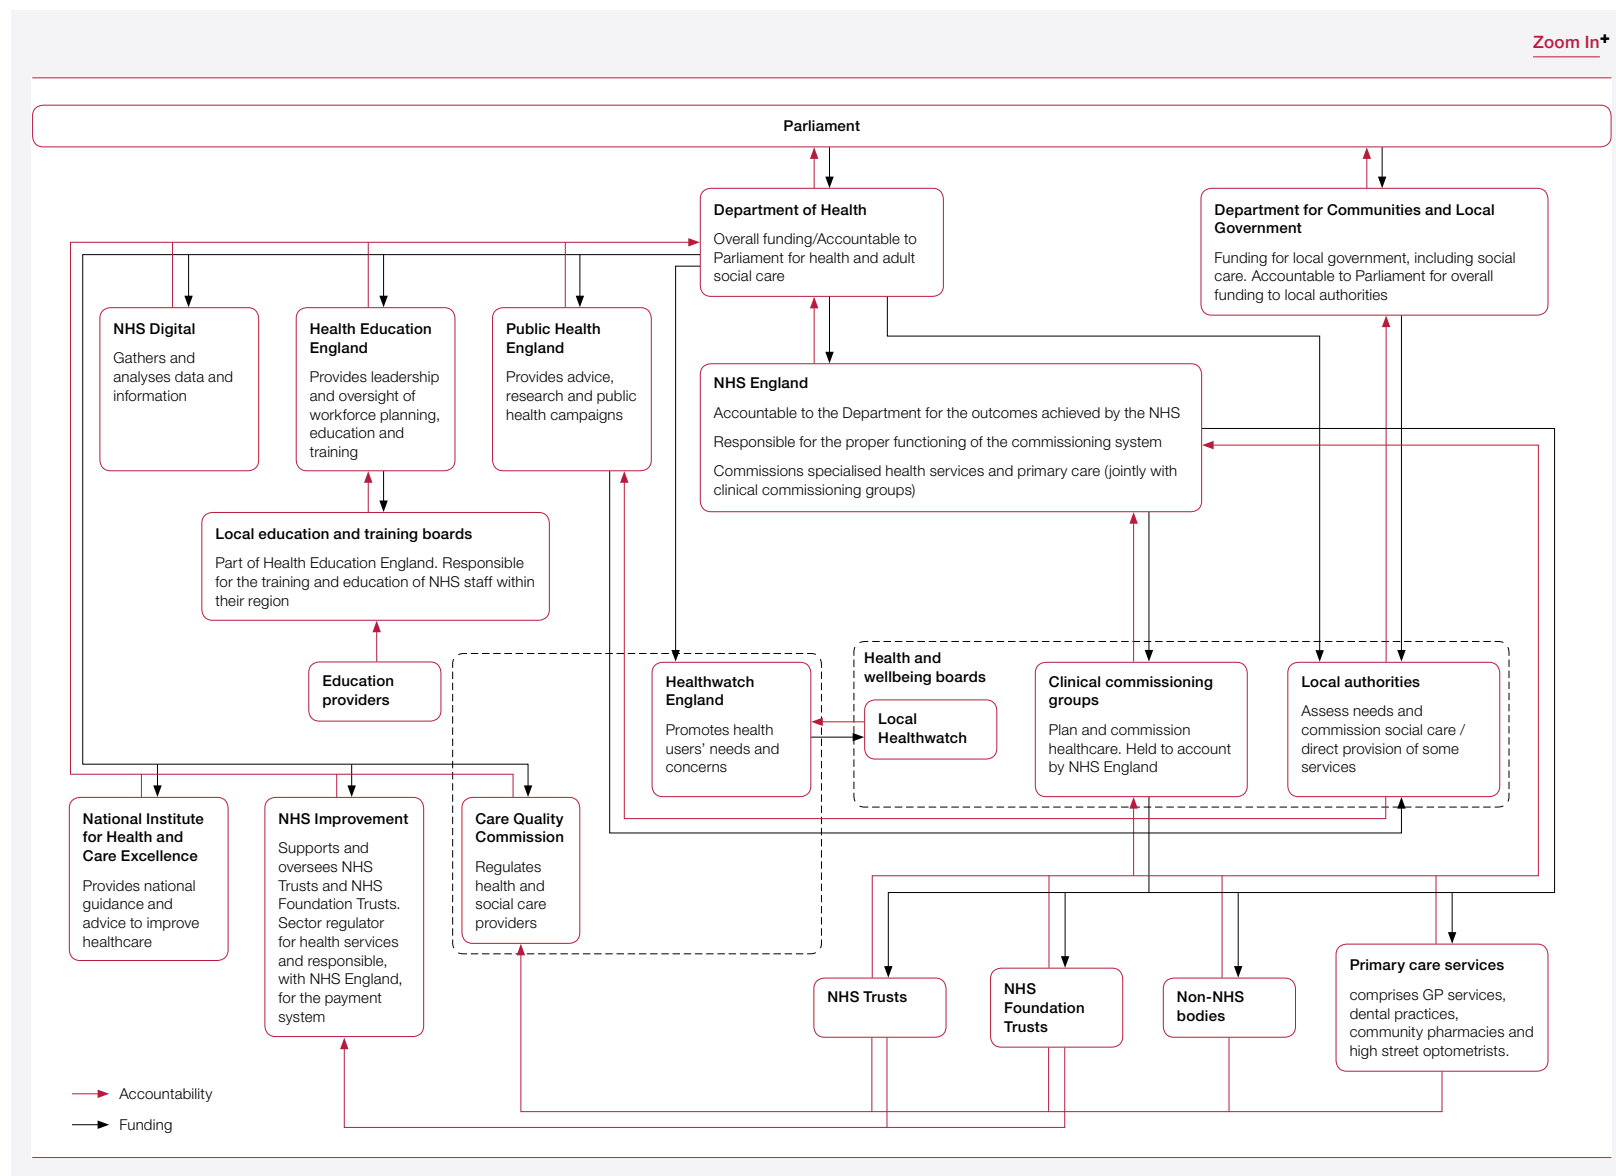 Zoom In+
Parliament
Department of Health
Overall funding/Accountable to
Parliament for health and adult
social care
Department for Communities and Local
Government
Funding for local government, including social
care. Accountable to Parliament for overall
funding to local authorities
NHS Digital
Gathers and
analyses data and
information
Health Education
England
Provides leadership
and oversight of
workforce planning,
education and
training
Public Health
England
Provides advice,
research and public
health campaigns
NHS England
Accountable to the Department for the outcomes achieved by the NHS
Responsible for the proper functioning of the commissioning system
Commissions specialised health services and primary care (jointly with
clinical commissioning groups)
Local education and training boards
Part of Health Education England. Responsible
for the training and education of NHS staff within
their region
Education
providers
Healthwatch
England
Promotes health
users' needs and
concerns
Health and
wellbeing boards
Local
Healthwatch
Clinical commissioning
groups
Plan and commission
healthcare. Held to account
by NHS England
Local authorities
Assess needs and
commission social care /
direct provision of some
services
National Institute
for Health and
Care Excellence
Provides national
guidance and
advice to improve
healthcare
NHS Improvement
Supports and
oversees NHS
Trusts and NHS
Foundation Trusts.
Sector regulator
for health services
and responsible,
with NHS England,
for the payment
system
Care Quality
Commission
Regulates
health and
social care
providers
NHS Trusts
NHS
Foundation
Trusts
Non-NHS
bodies
Primary care services
comprises GP services,
dental practices,
community pharmacies and
high street optometrists.
Accountability
Funding